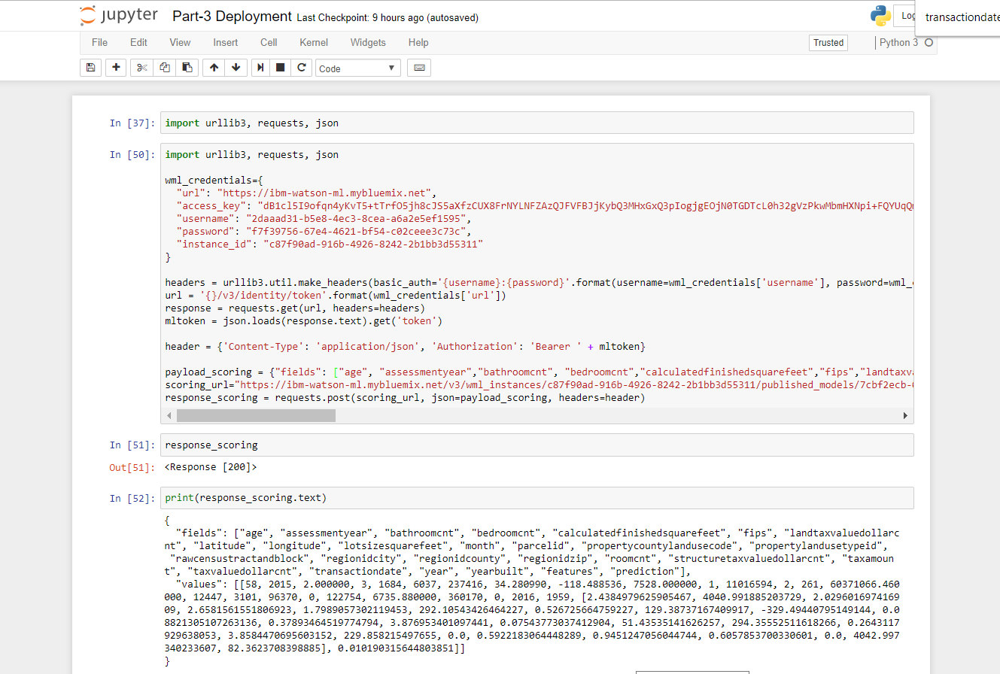 jupyter Part-3 Deployment Last Checkpoint: 9 hours ago (autosaved)
transactiondate
File Edit View Insert Cell Kernel Widgets Help Trusted Python 3
Code
In [37]: import urllib3, requests, json
In [50]: import urllib3, requests, json
wml_credentials={
"url": "https://ibm-watson-ml.mybluemix.net",
"access_key": "dB1cl5I9ofqn4yKvT5+tTrfO5jh8cJS5aXfzCUX8FrNYLNFZAzQJFVFBJjKybQ3MHxGxQ3pIogjgEOjN0TGDTcL0h32gVzPkwMbmHXNpi+FQYUqQ
"username": "2daaad31-b5e8-4ec3-8cea-a6a2e5ef1595",
"password": "f7f39756-67e4-4621-bf54-c02ceee3c73c",
"instance_id": "c87f90ad-916b-4926-8242-2b1bb3d55311"
}
headers = urllib3.util.make_headers(basic_auth='{username}:{password}'.format(username=wml_credentials['username'], password=wml_
url = '{}/v3/identity/token'.format(wml_credentials['url'])
response = requests.get(url, headers=headers)
mltoken = json.loads(response.text).get('token')
header = {'Content-Type': 'application/json', 'Authorization': 'Bearer ' + mltoken}
payload_scoring = {"fields": ["age", "assessmentyear","bathroomcnt", "bedroomcnt","calculatedfinishedsquarefeet","fips","landtaxva
scoring_url="https://ibm-watson-ml.mybluemix.net/v3/wml_instances/c87f90ad-916b-4926-8242-2b1bb3d55311/published_models/7cbf2ecb-
response_scoring = requests.post(scoring_url, json=payload_scoring, headers=header)
In [51]: response_scoring
Out[51]: <Response [200]>
In [52]: print(response_scoring.text)
{
"fields": ["age", "assessmentyear", "bathroomcnt", "bedroomcnt", "calculatedfinishedsquarefeet", "fips", "landtaxvaluedollarc
nt", "latitude", "longitude", "lotsizesquarefeet", "month", "parcelid", "propertycountylandusecode", "propertylandusetypeid",
"rawcensustractandblock", "regionidcity", "regionidcounty", "regionidzip", "roomcnt", "structuretaxvaluedollarcnt", "taxamoun
t", "taxvaluedollarcnt", "transactiondate", "year", "yearbuilt", "features", "prediction"],
"values": [[58, 2015, 2.000000, 3, 1684, 6037, 237416, 34.280990, -118.488536, 7528.000000, 1, 11016594, 2, 261, 60371066.460
000, 12447, 3101, 96370, 0, 122754, 6735.880000, 360170, 0, 2016, 1959, [2.4384979625905467, 4040.991885203729, 2.0296016974169
09, 2.6581561551806923, 1.7989057302119453, 292.10543426464227, 0.526725664759227, 129.38737167409917, -329.49440795149144, 0.0
8821305107263136, 0.37893464519774794, 3.876953401097441, 0.07543773037412904, 51.43535141626257, 294.35552511618266, 0.2643117
929638053, 3.8584470695603152, 229.858215497655, 0.0, 0.5922183064448289, 0.9451247056044744, 0.6057853700330601, 0.0, 4042.997
340233607, 82.3623708398885], 0.010190315644803851]]
}